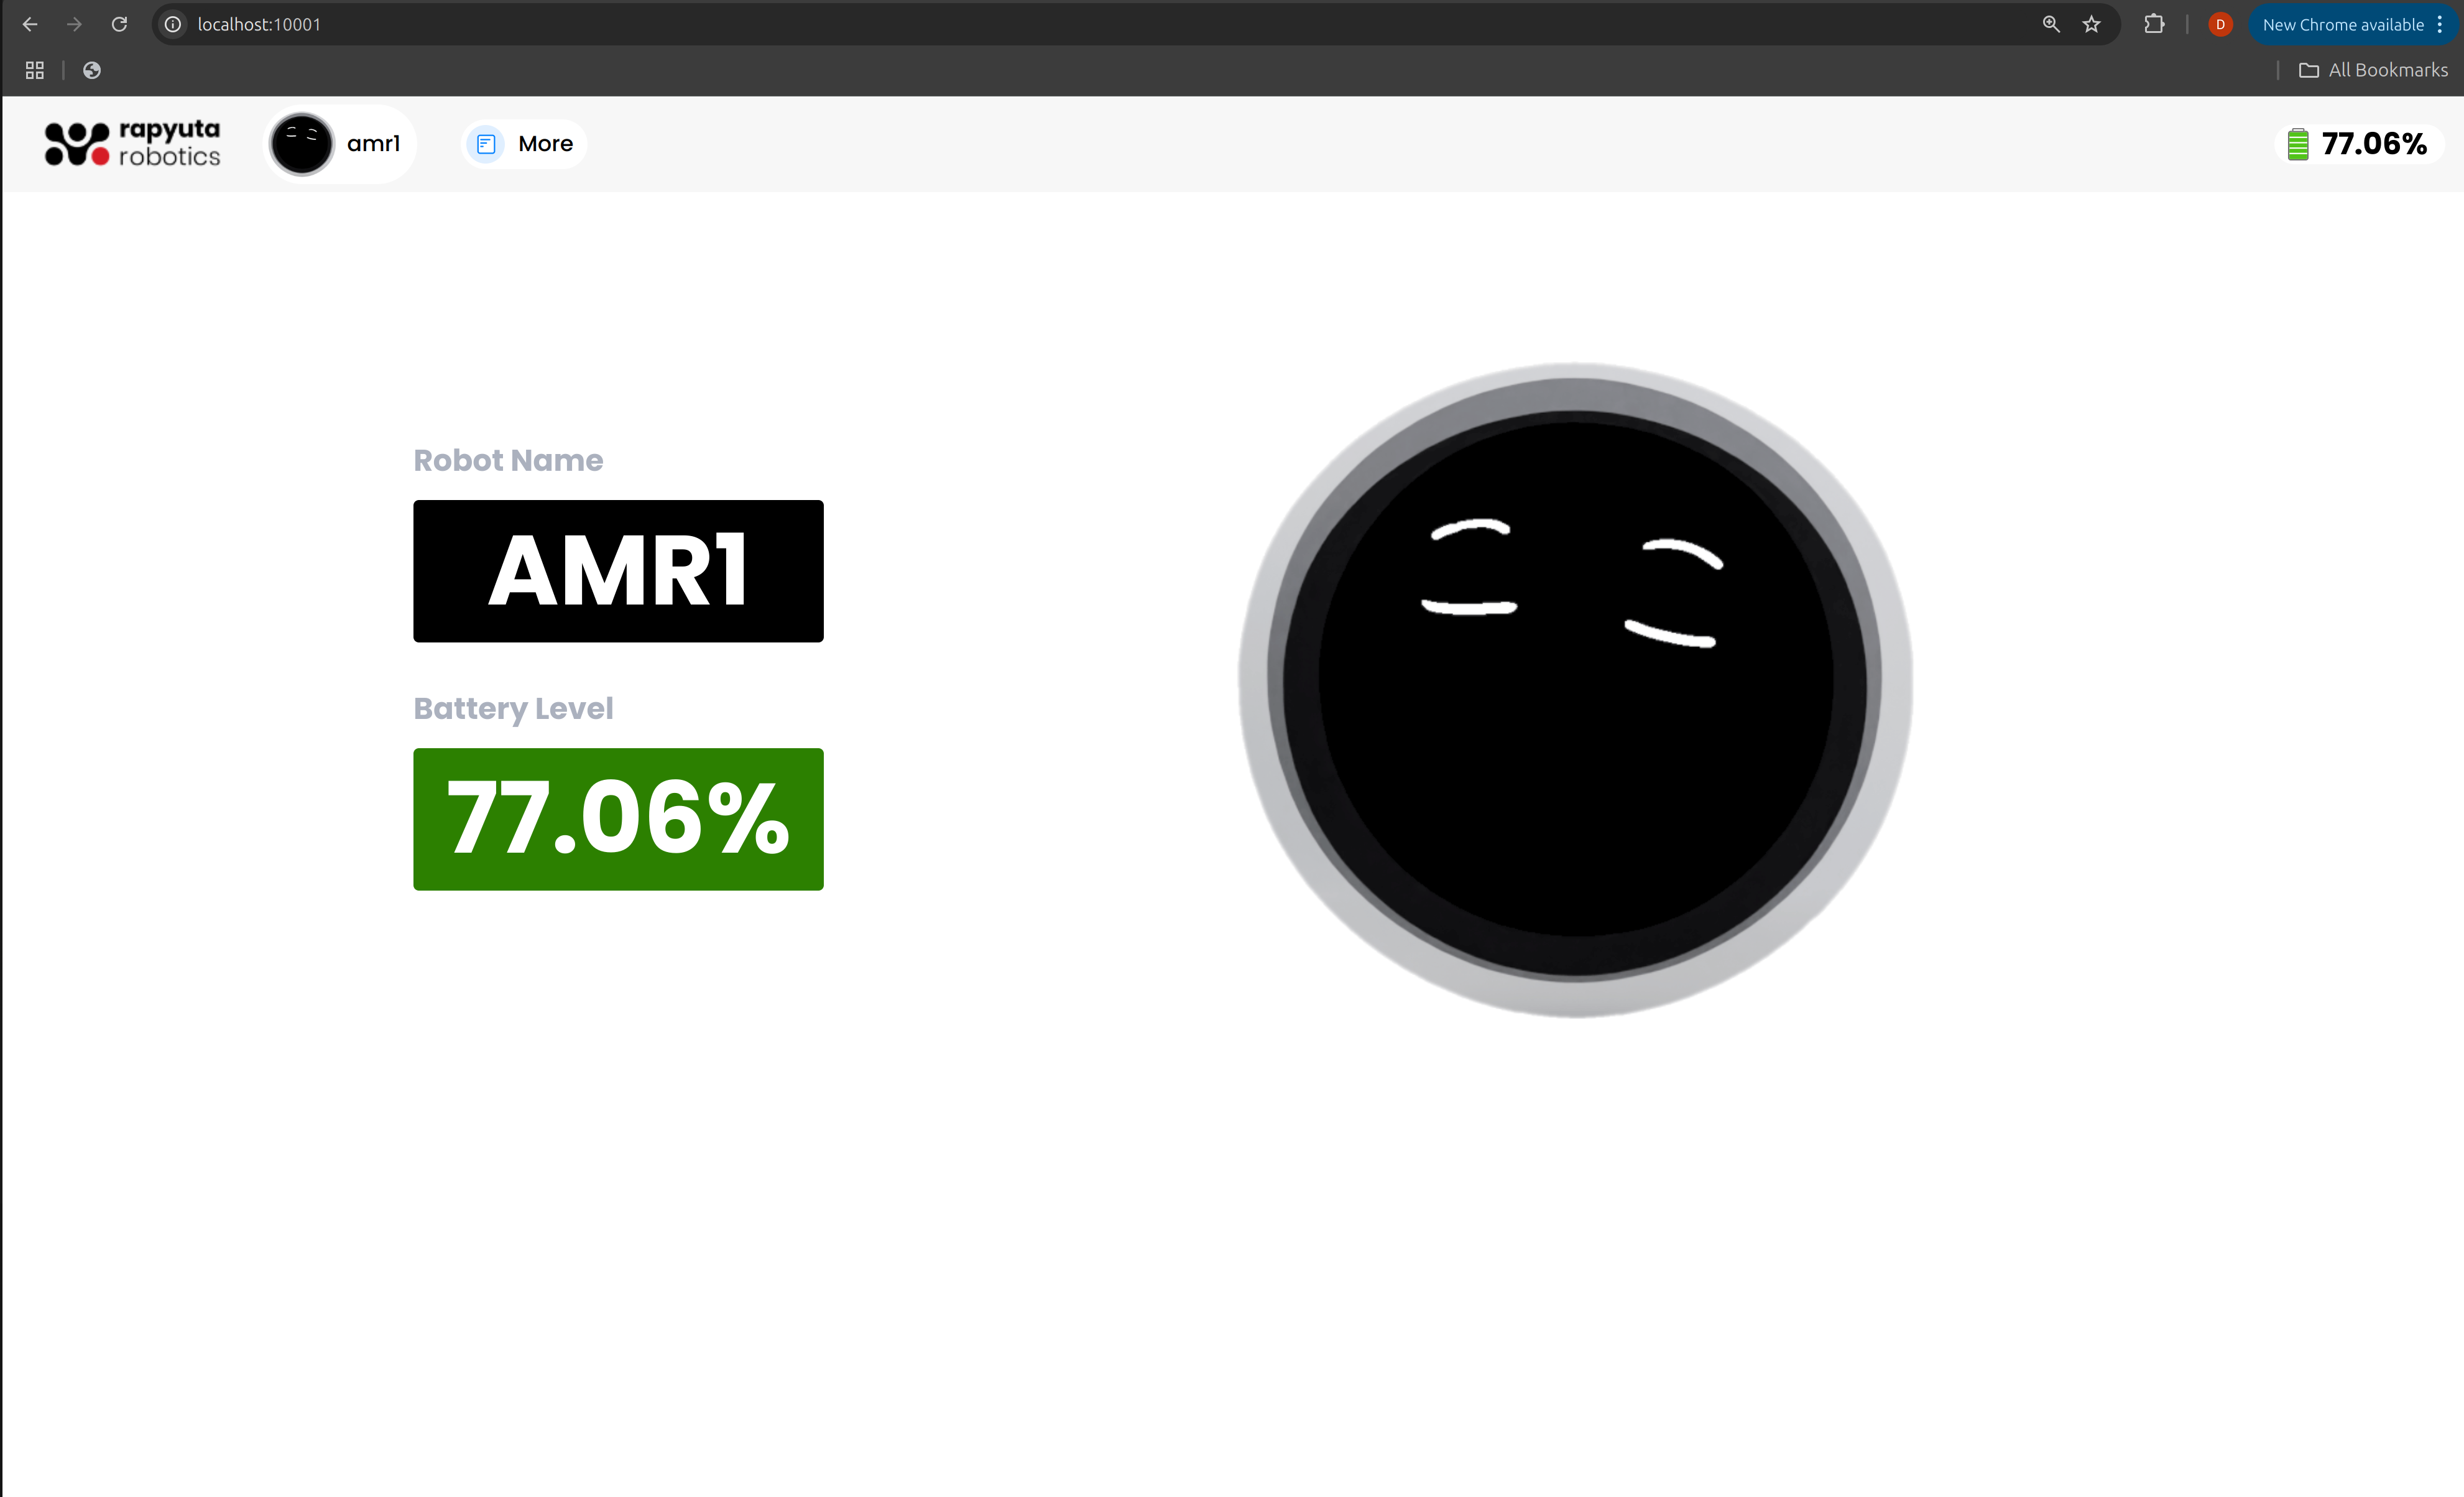 localhost:10001
New Chrome available
D
All Bookmarks
rapyuta
robotics
amr1
More
77.06%
Robot Name
AMR1
Battery Level
77.06%